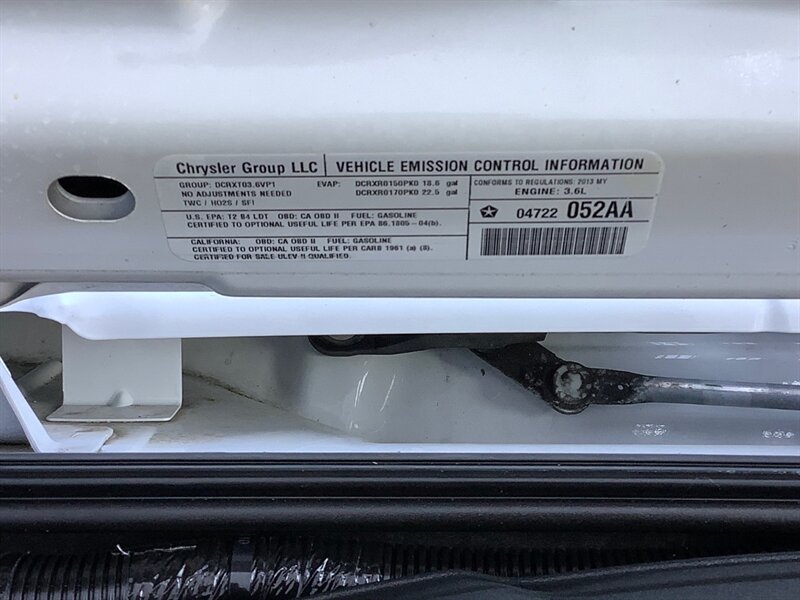 Chrysler Group LLC VEHICLE EMISSION CONTROL INFORMATION
GROUP: DCRXT03.6VP1 EVAP: DCRXR0150PK0 18.6 gal
NO ADJUSTMENTS NEEDED DCRXR0170PK0 22.5 gal
TWC / HO2S / SFI
CONFORMS TO REGULATIONS: 2013 MY
ENGINE: 3.6L
U.S. EPA: T2 B4 LDT OBD: CA OBD II FUEL: GASOLINE
CERTIFIED TO OPTIONAL USEFUL LIFE PER EPA 86.1805-04(b).
04722 052AA
CALIFORNIA: OBD: CA OBD II FUEL: GASOLINE
CERTIFIED TO OPTIONAL USEFUL LIFE PER CARB 1961 (a) (8).
CERTIFIED FOR SALE ULEV II QUALIFIED.